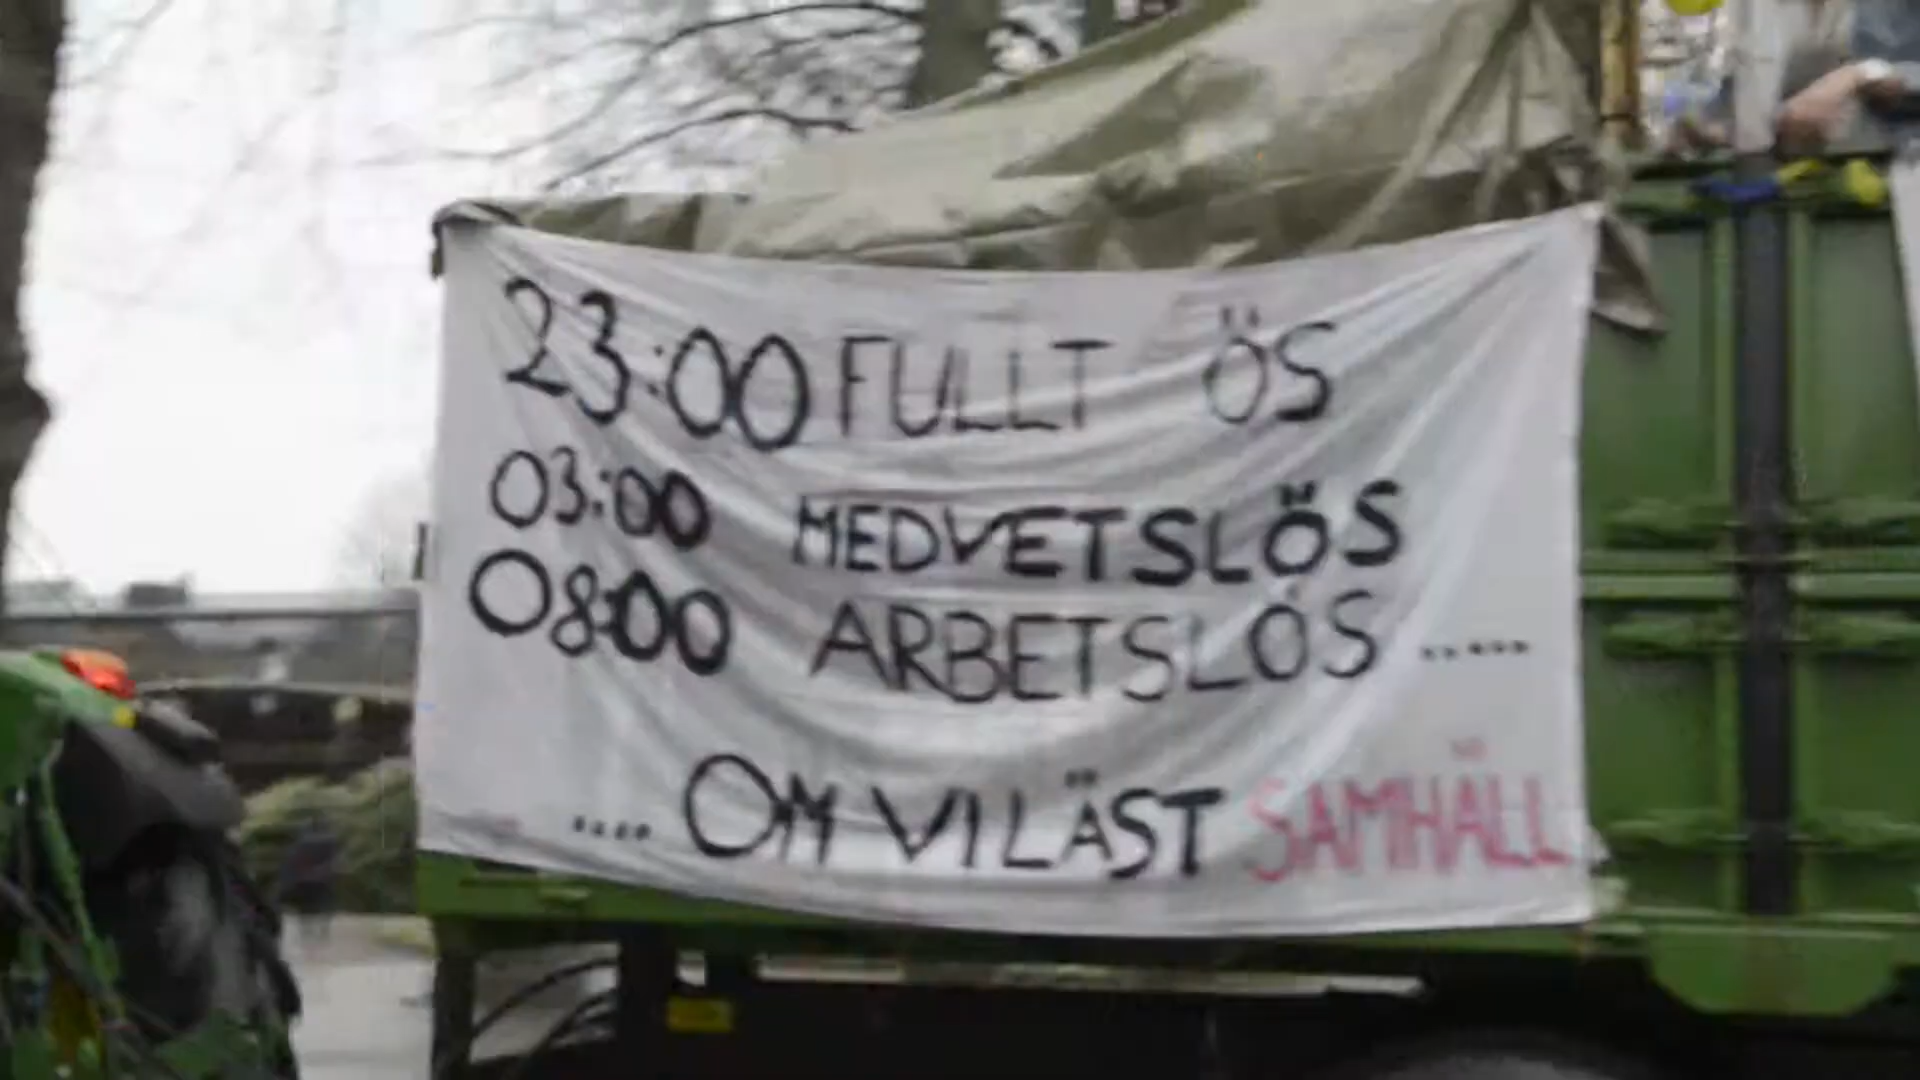 23:00 FULLT ÖS
03:00 MEDVETSLÖS
08:00 ARBETSLÖS ......
.... OM VI LÄST SAMHÄLL